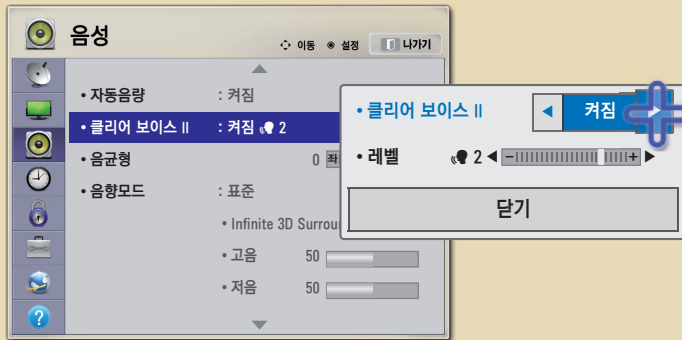 음성
이동 설정 나가기
• 자동음량 : 켜짐
• 클리어 보이스 II : 켜짐 2
• 음균형 0 좌
• 음향모드 : 표준
• Infinite 3D Surrou
• 고음 50
• 저음 50
?
• 클리어 보이스 II ◀ 켜짐 ▶
• 레벨 2 ◀ − + ▶
닫기